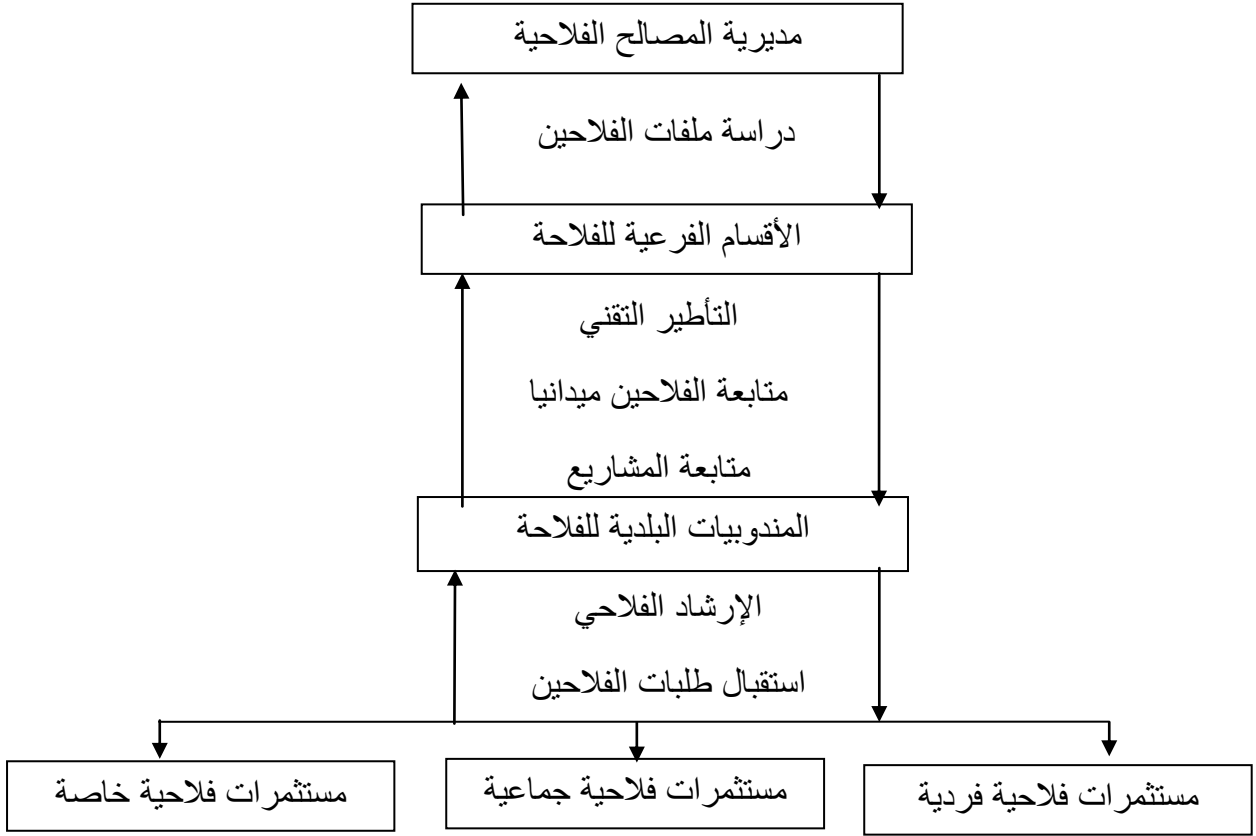 مديرية المصالح الفلاحية
دراسة ملفات الفلاحين
الأقسام الفرعية للفلاحة
التأطير التقني
متابعة الفلاحين ميدانيا
متابعة المشاريع
المندوبيات البلدية للفلاحة
الإرشاد الفلاحي
استقبال طلبات الفلاحين
مستثمرات فلاحية فردية
مستثمرات فلاحية جماعية
مستثمرات فلاحية خاصة